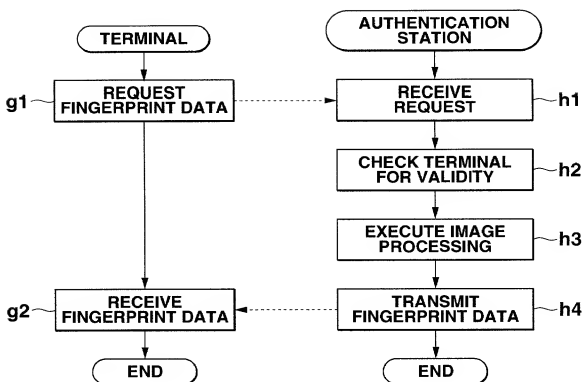 TERMINAL
g1
REQUEST
FINGERPRINT DATA
g2
RECEIVE
FINGERPRINT DATA
END
AUTHENTICATION
STATION
RECEIVE
REQUEST
h1
CHECK TERMINAL
FOR VALIDITY
h2
EXECUTE IMAGE
PROCESSING
h3
TRANSMIT
FINGERPRINT DATA
h4
END